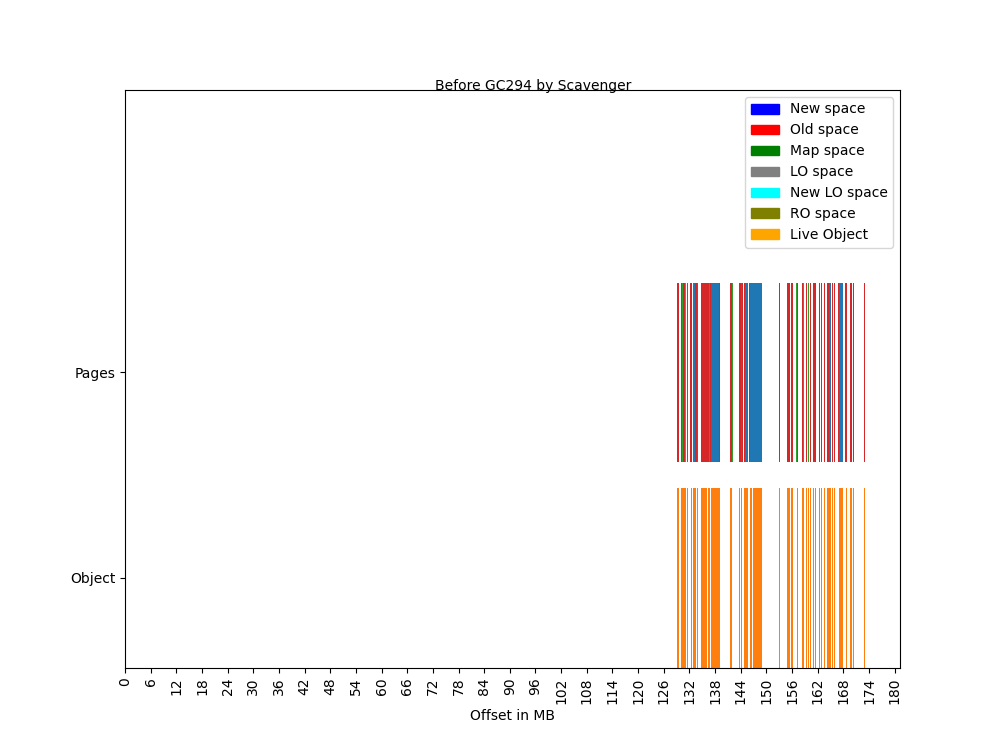 Before GC294 by Scavenger
New space
Old space
Map space
LO space
New LO space
RO space
Live Object
Pages
Object
0 6 12 18 24 30 36 42 48 54 60 66 72 78 84 90 96 102 108 114 120 126 132 138 144 150 156 162 168 174 180
Offset in MB